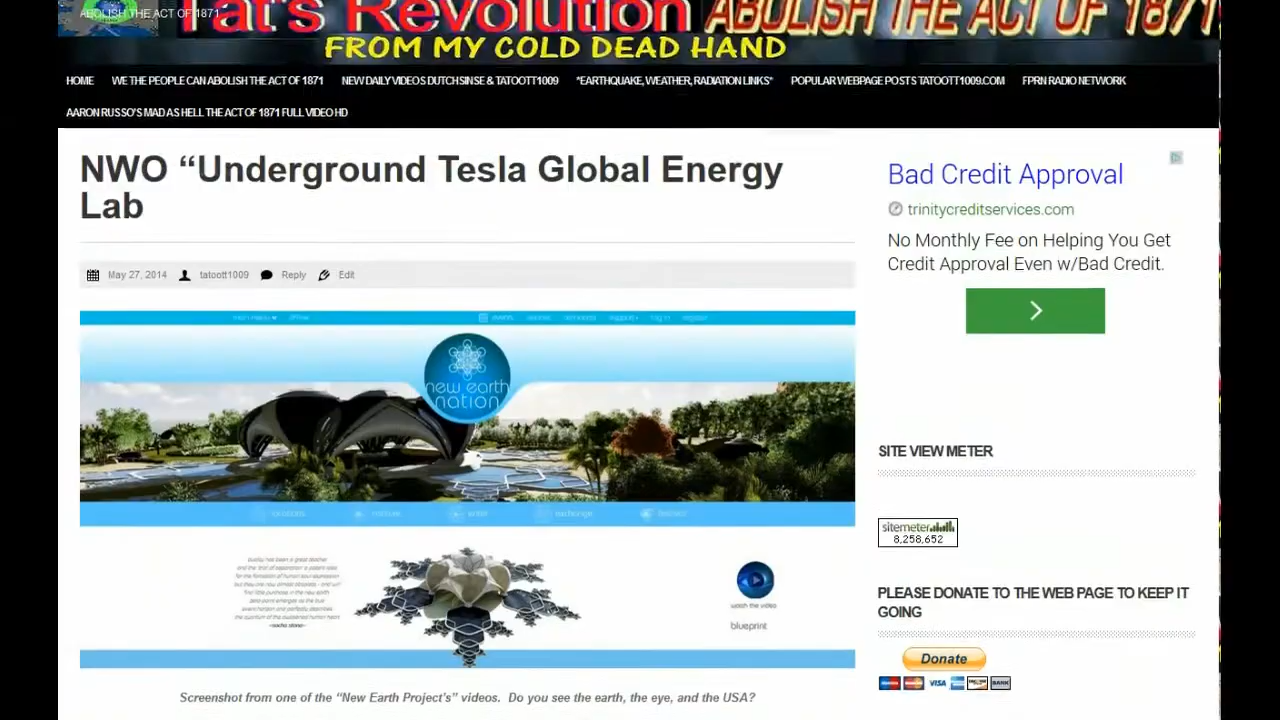 ABOLISH THE ACT OF 1871
Tat's Revolution ABOLISH THE ACT OF 1871
FROM MY COLD DEAD HAND
HOME WE THE PEOPLE CAN ABOLISH THE ACT OF 1871 NEW DAILY VIDEOS DUTCHSINSE & TATOOTT1009 *EARTHQUAKE, WEATHER, RADIATION LINKS* POPULAR WEBPAGE POSTS TATOOTT1009.COM FPRN RADIO NETWORK
AARON RUSSO'S MAD AS HELL THE ACT OF 1871 FULL VIDEO HD
NWO “Underground Tesla Global Energy
Lab
May 27, 2014 tatoott1009 Reply Edit
new earth
nation
exchange
watch the video
blueprint
Screenshot from one of the “New Earth Project's” videos. Do you see the earth, the eye, and the USA?
Bad Credit Approval
trinitycreditservices.com
No Monthly Fee on Helping You Get
Credit Approval Even w/Bad Credit.
SITE VIEW METER
sitemeter
8,258,652
PLEASE DONATE TO THE WEB PAGE TO KEEP IT
GOING
Donate
VISA
BANK